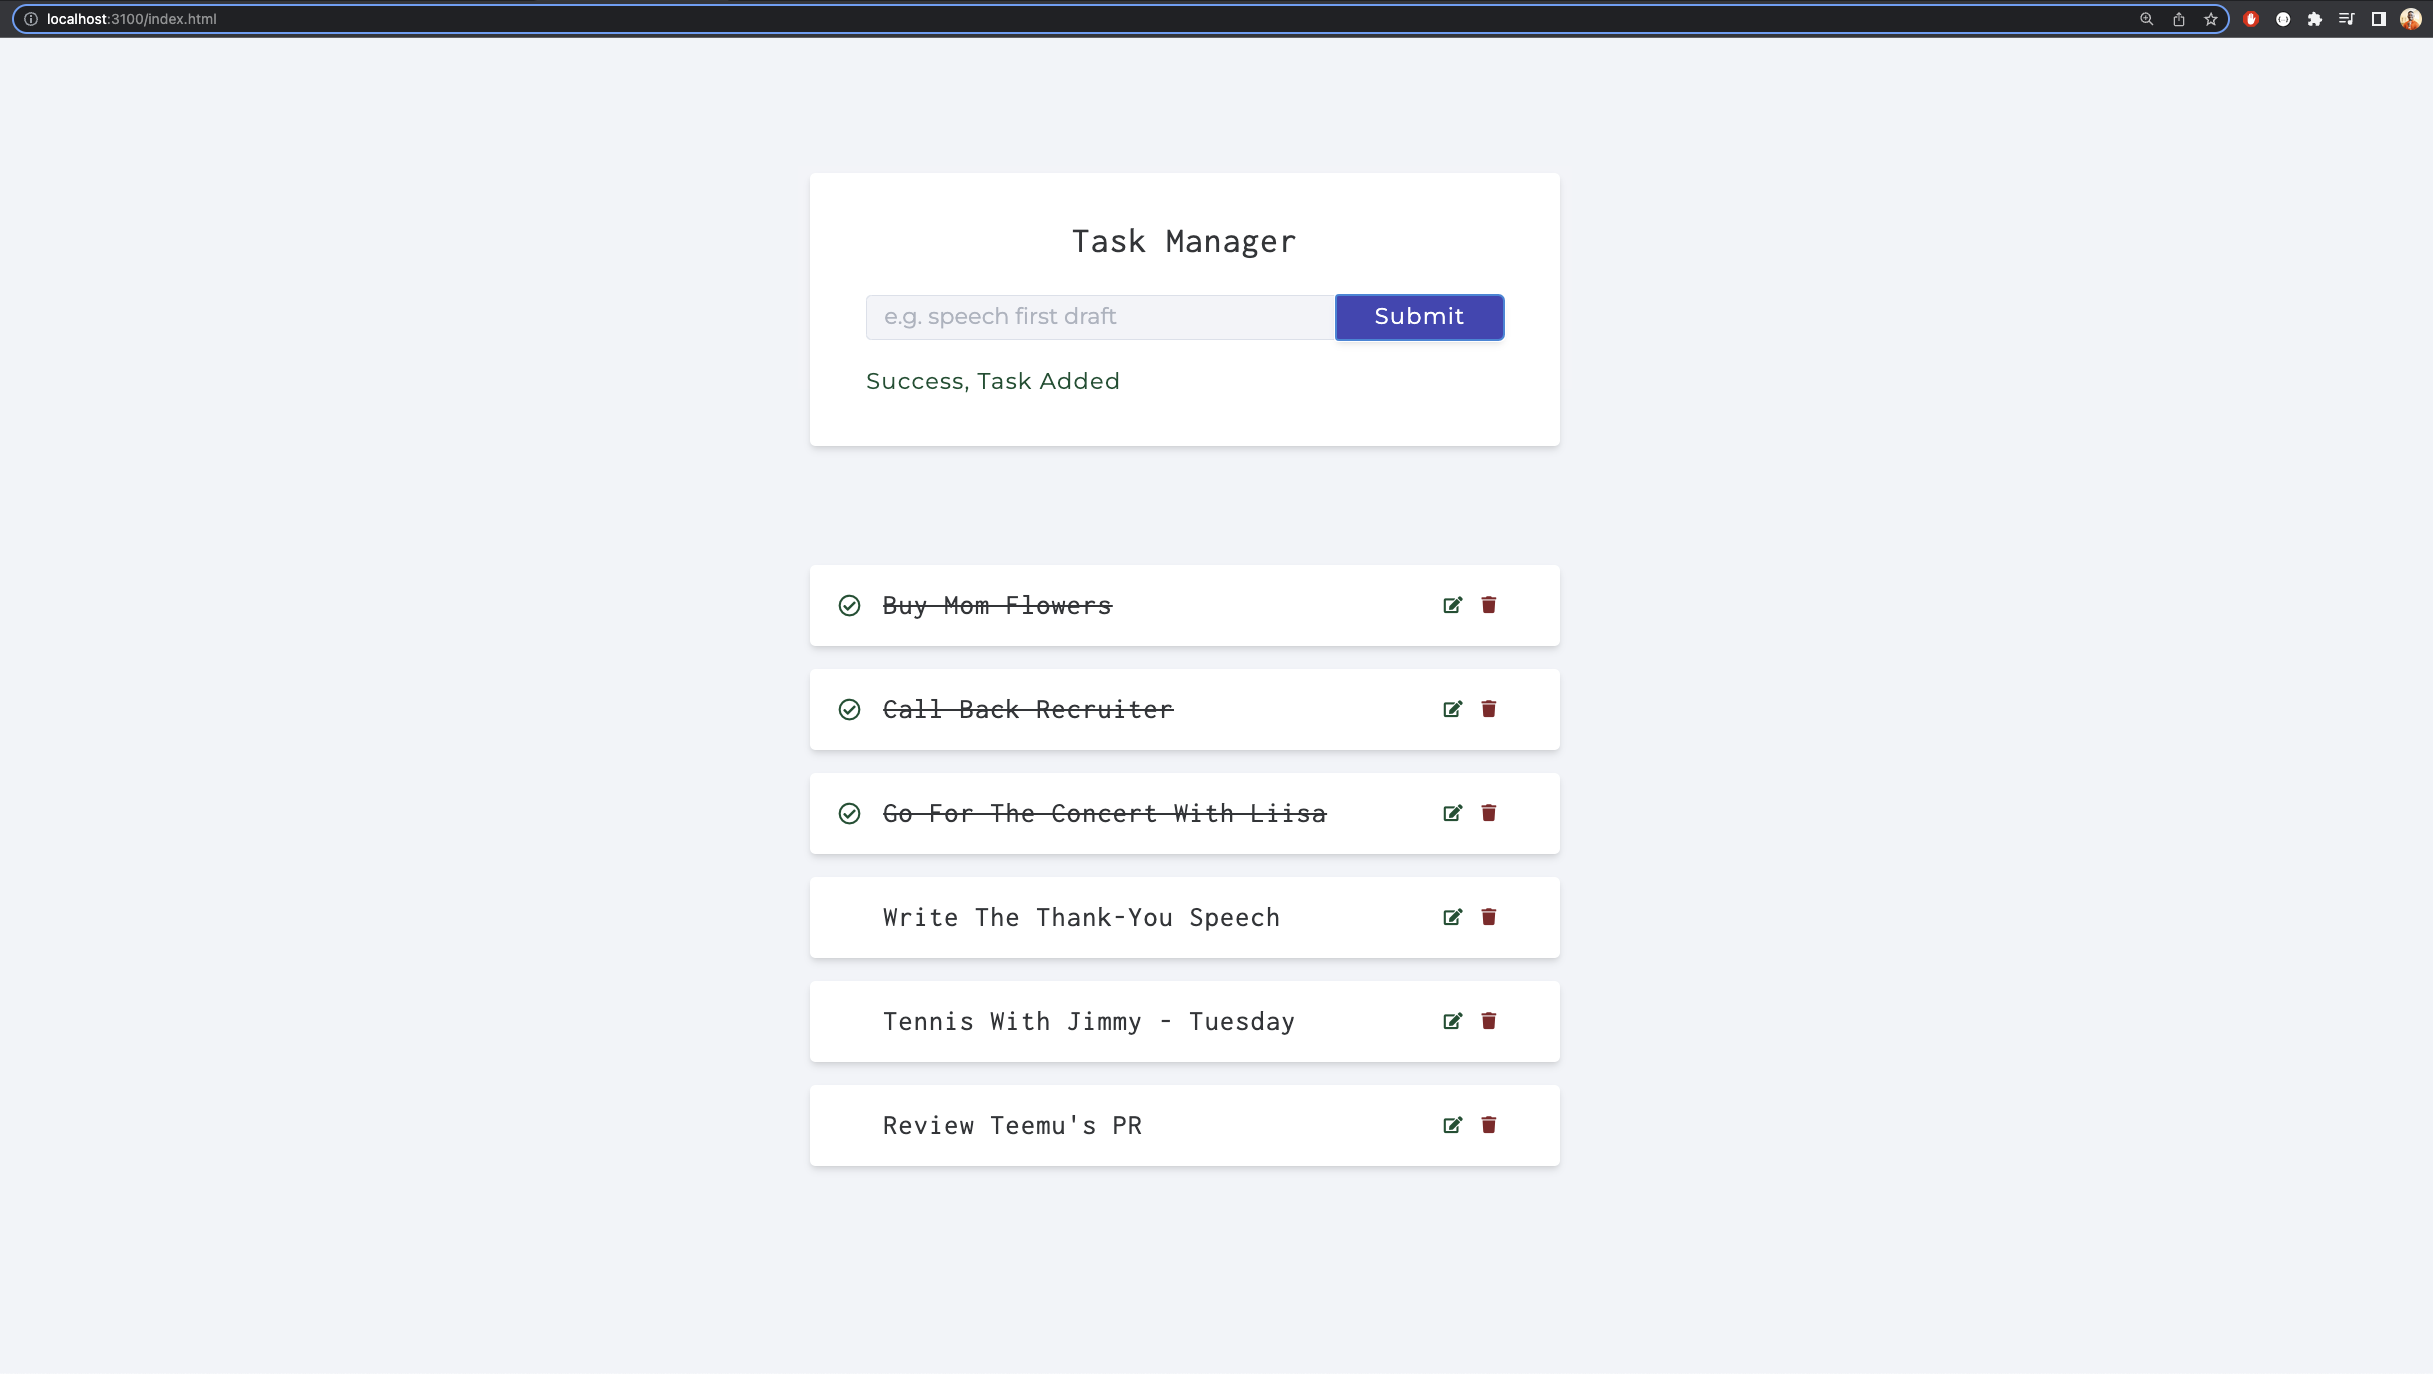 localhost:3100/index.html
Task Manager
e.g. speech first draft
Submit
Success, Task Added
Buy Mom Flowers
Call Back Recruiter
Go For The Concert With Liisa
Write The Thank-You Speech
Tennis With Jimmy - Tuesday
Review Teemu's PR